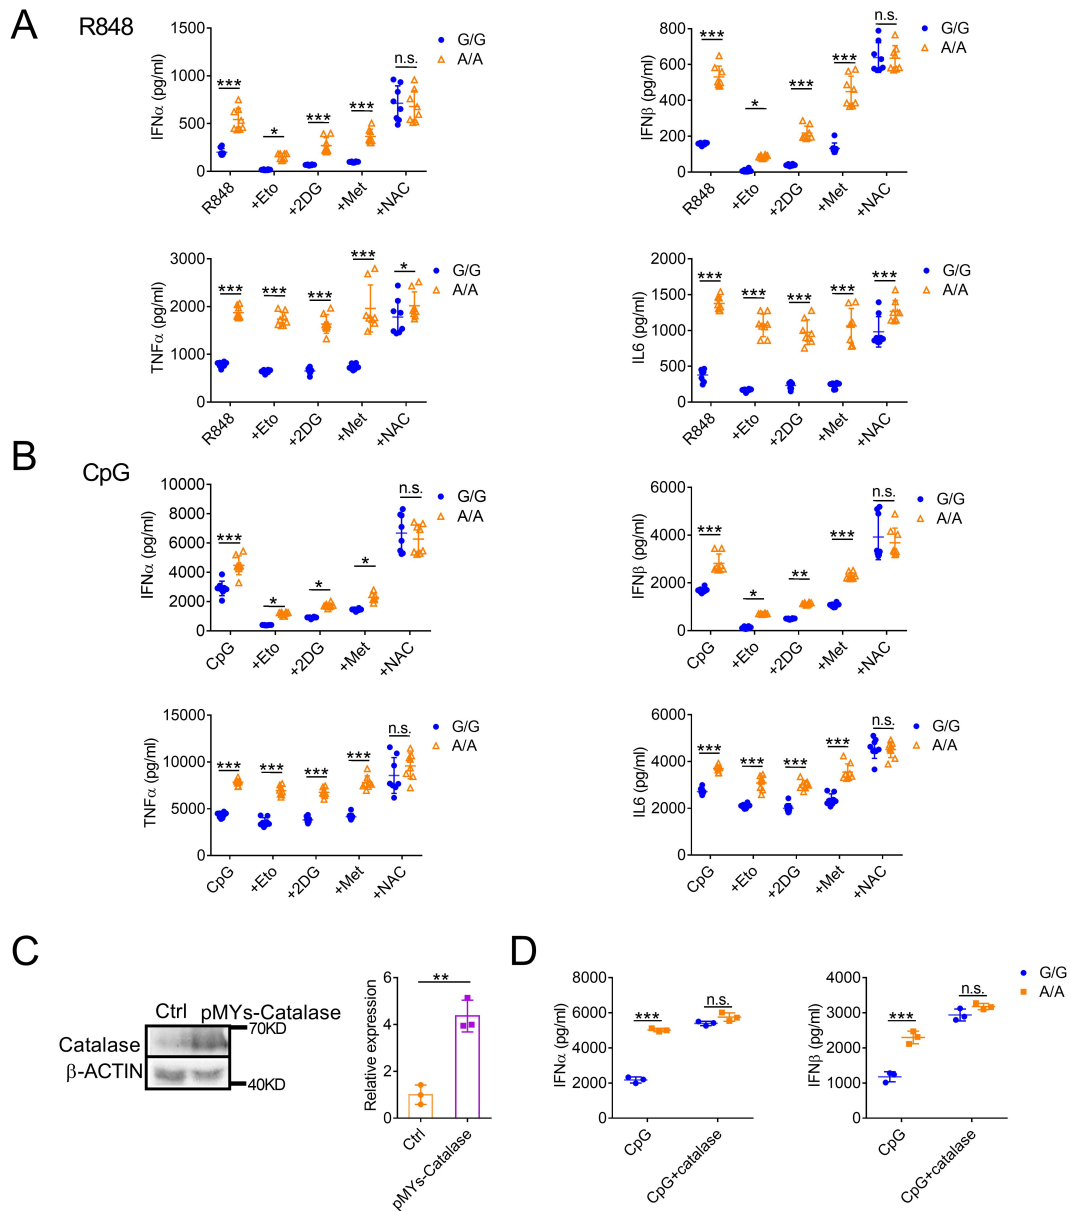 A
R848
1500
1000
500
0
IFNα (pg/ml)
***
*
***
***
n.s.
G/G
A/A
R848
+Eto
+2DG
+Met
+NAC
800
600
400
200
0
IFNβ (pg/ml)
***
*
***
***
n.s.
G/G
A/A
R848
+Eto
+2DG
+Met
+NAC
3000
2000
1000
0
TNFα (pg/ml)
***
***
***
***
*
G/G
A/A
R848
+Eto
+2DG
+Met
+NAC
2000
1500
1000
500
0
IL6 (pg/ml)
***
***
***
***
***
G/G
A/A
R848
+Eto
+2DG
+Met
+NAC
B
CpG
10000
8000
6000
4000
2000
0
IFNα (pg/ml)
***
*
*
*
n.s.
G/G
A/A
CpG
+Eto
+2DG
+Met
+NAC
6000
4000
2000
0
IFNβ (pg/ml)
***
*
**
***
n.s.
G/G
A/A
CpG
+Eto
+2DG
+Met
+NAC
15000
10000
5000
0
TNFα (pg/ml)
***
***
***
***
n.s.
G/G
A/A
CpG
+Eto
+2DG
+Met
+NAC
6000
4000
2000
0
IL6 (pg/ml)
***
***
***
***
n.s.
G/G
A/A
CpG
+Eto
+2DG
+Met
+NAC
C
Ctrl pMYs-Catalase
70KD
Catalase
β-ACTIN
40KD
6
4
2
0
Relative expression
**
Ctrl
pMYs-Catalase
D
8000
6000
4000
2000
0
IFNα (pg/ml)
***
n.s.
CpG
CpG+catalase
4000
3000
2000
1000
0
IFNβ (pg/ml)
***
n.s.
G/G
A/A
CpG
CpG+catalase